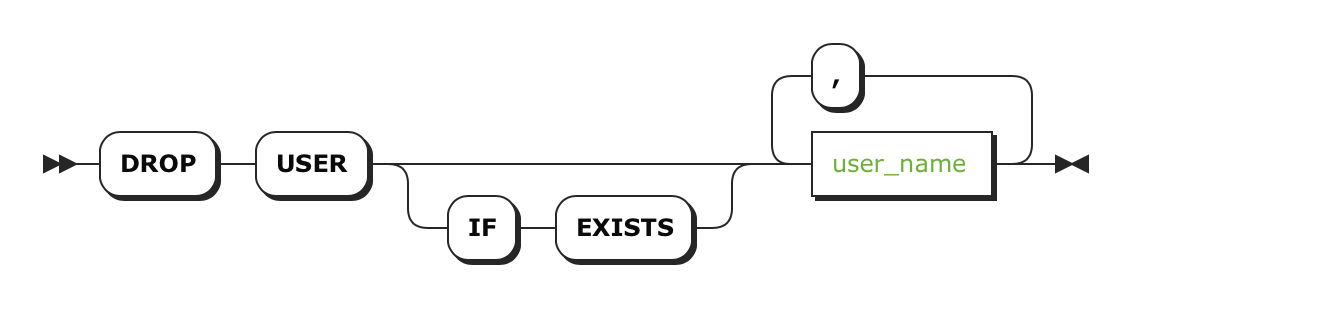 ,
DROP USER user_name
IF EXISTS